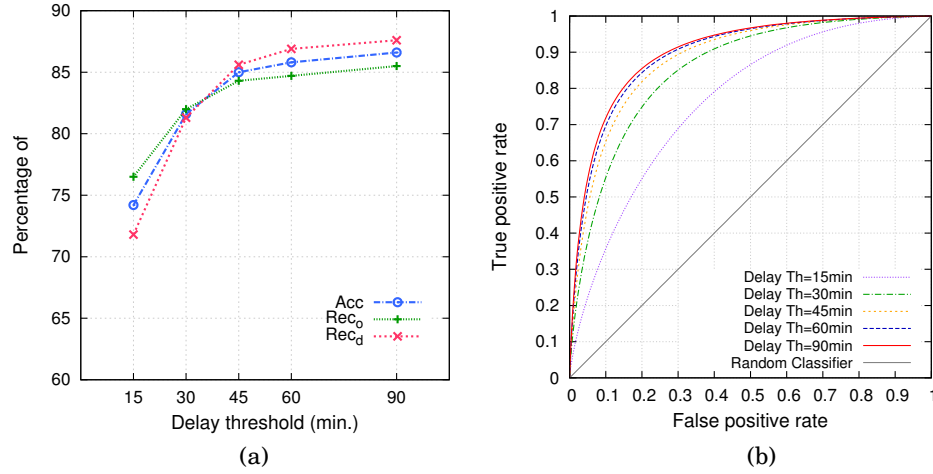 90
85
80
75
70
65
60
Percentage of
Acc
Rec_o
Rec_d
15 30 45 60 90
Delay threshold (min.)
(a)
1
0.9
0.8
0.7
0.6
0.5
0.4
0.3
0.2
0.1
0
True positive rate
Delay Th=15min
Delay Th=30min
Delay Th=45min
Delay Th=60min
Delay Th=90min
Random Classifier
0 0.1 0.2 0.3 0.4 0.5 0.6 0.7 0.8 0.9 1
False positive rate
(b)